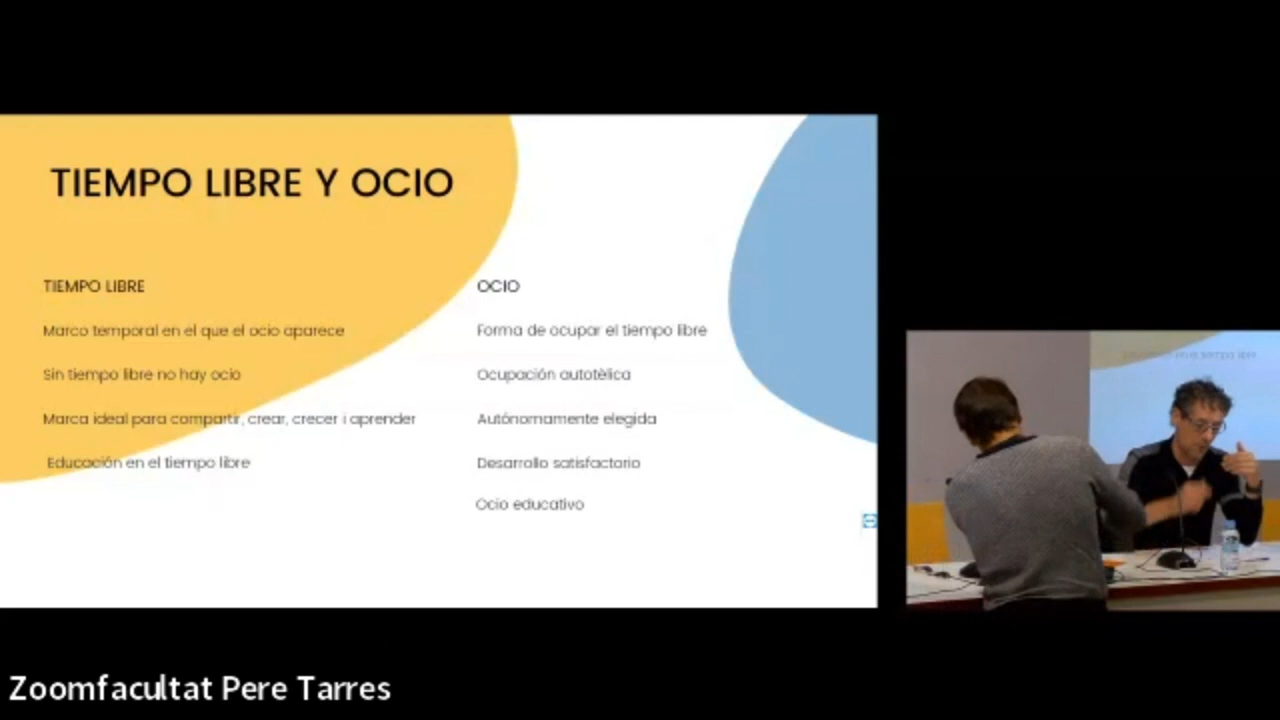 TIEMPO LIBRE Y OCIO
TIEMPO LIBRE
Marco temporal en el que el ocio aparece
Sin tiempo libre no hay ocio
Marca ideal para compartir, crear, crecer i aprender
Educación en el tiempo libre
OCIO
Forma de ocupar el tiempo libre
Ocupación autotèlica
Autónomamente elegida
Desarrollo satisfactorio
Ocio educativo
Zoomfacultat Pere Tarres